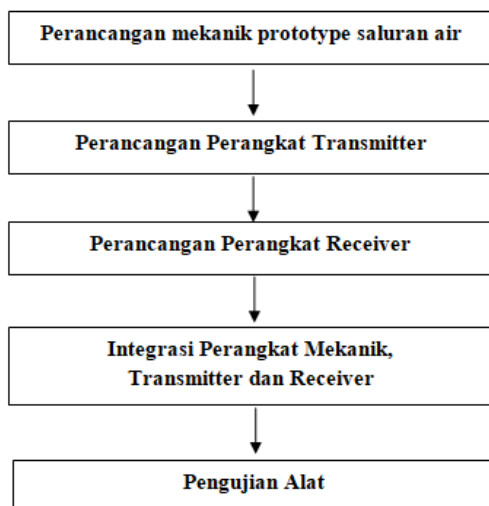 Perancangan mekanik prototype saluran air
Perancangan Perangkat Transmitter
Perancangan Perangkat Receiver
Integrasi Perangkat Mekanik,
Transmitter dan Receiver
Pengujian Alat